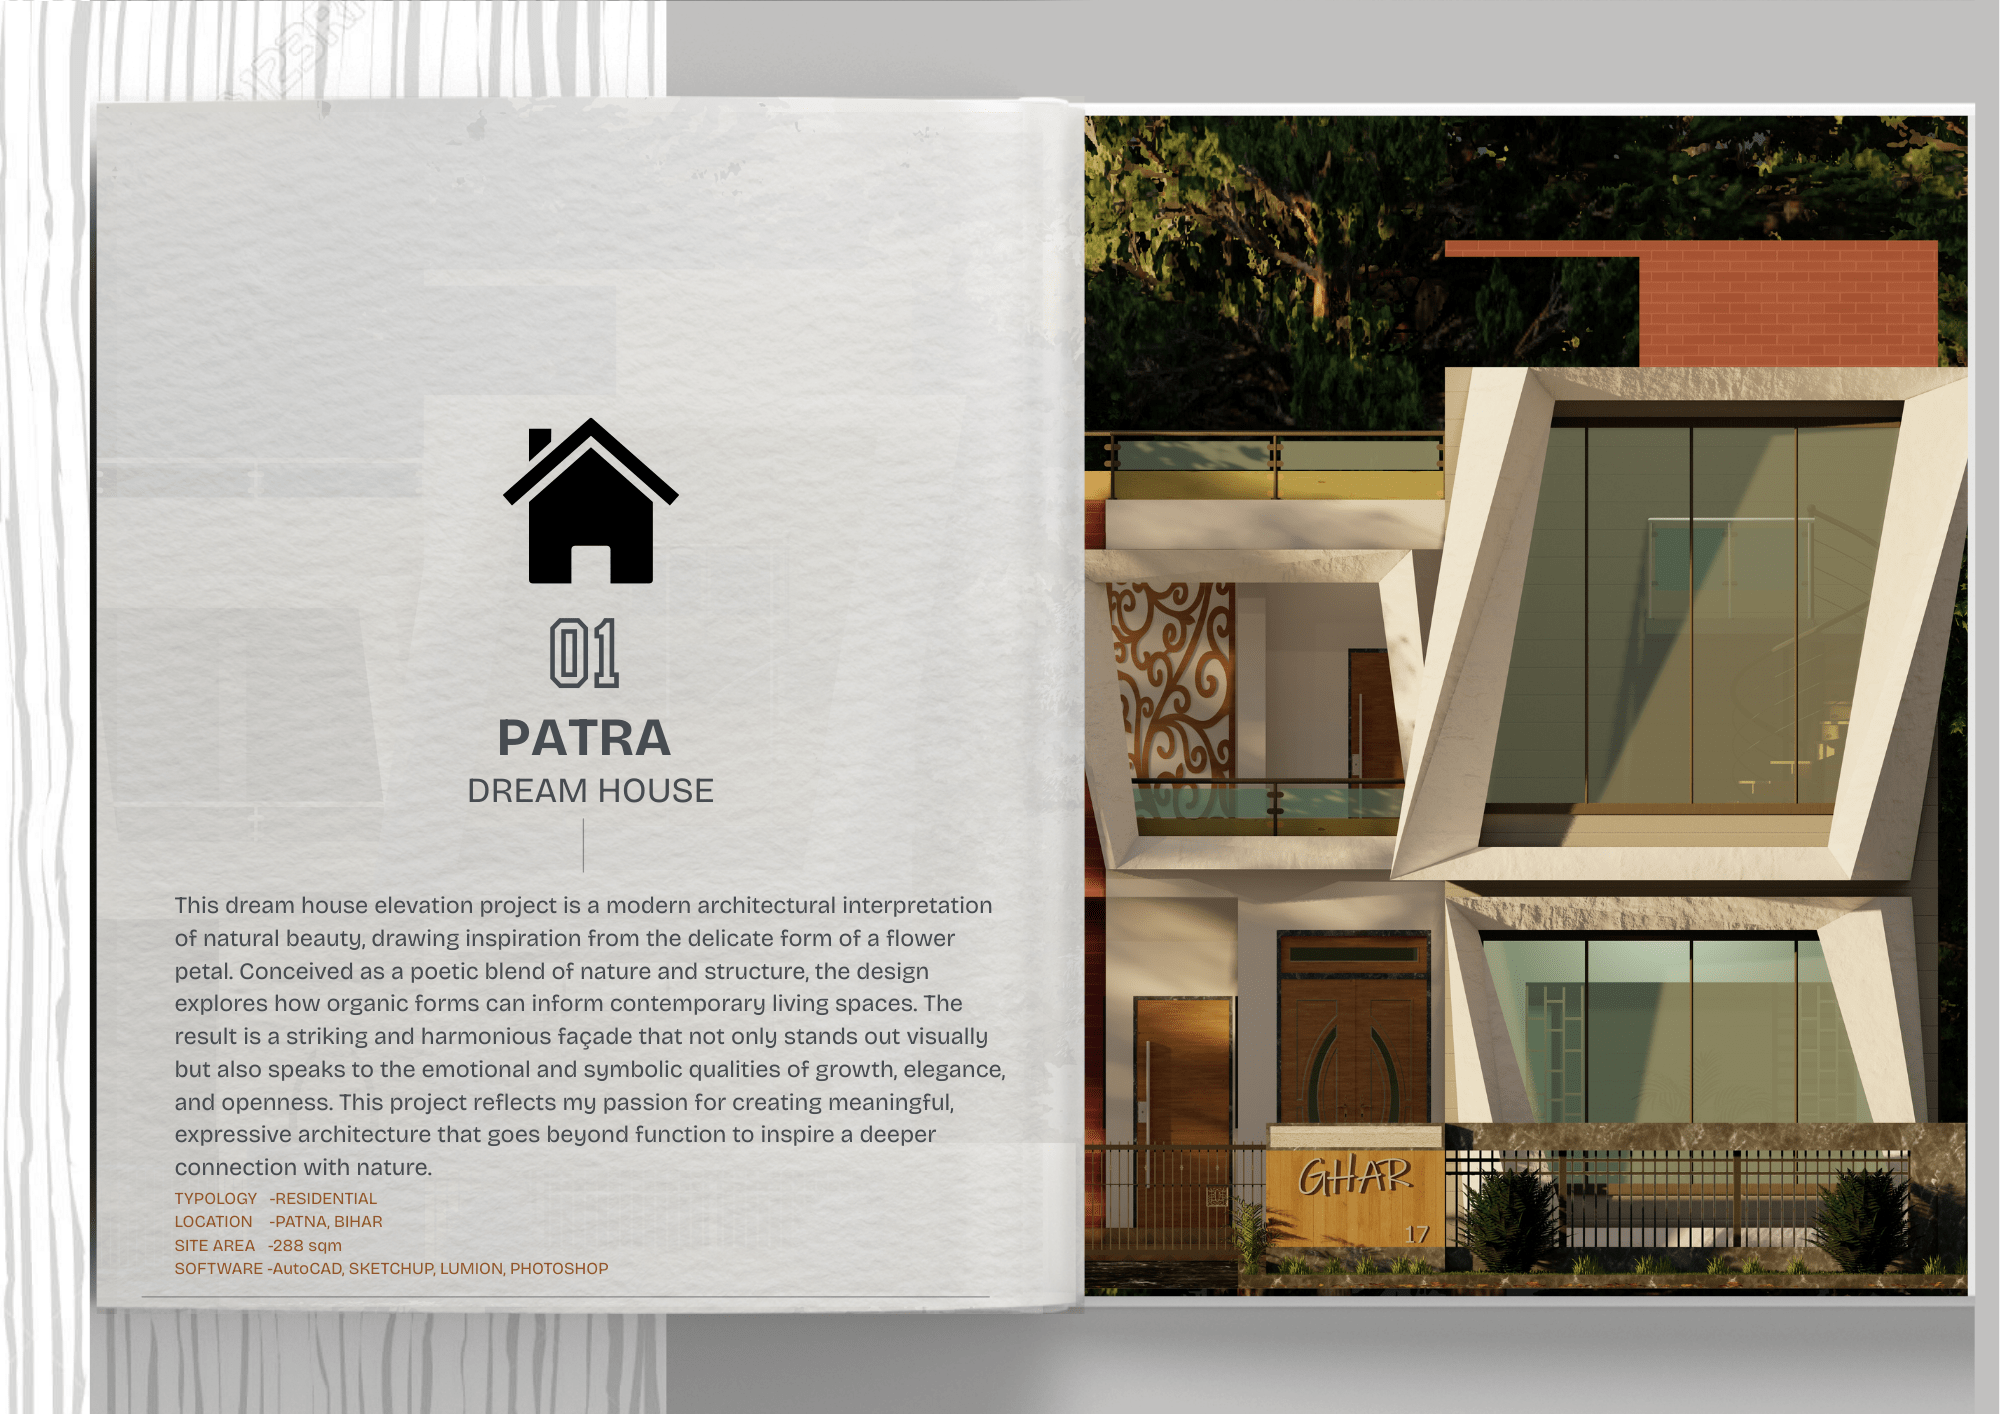 123RF
01
PATRA
DREAM HOUSE
This dream house elevation project is a modern architectural interpretation
of natural beauty, drawing inspiration from the delicate form of a flower
petal. Conceived as a poetic blend of nature and structure, the design
explores how organic forms can inform contemporary living spaces. The
result is a striking and harmonious façade that not only stands out visually
but also speaks to the emotional and symbolic qualities of growth, elegance,
and openness. This project reflects my passion for creating meaningful,
expressive architecture that goes beyond function to inspire a deeper
connection with nature.
TYPOLOGY -RESIDENTIAL
LOCATION -PATNA, BIHAR
SITE AREA -288 sqm
SOFTWARE -AutoCAD, SKETCHUP, LUMION, PHOTOSHOP
GHAR
17